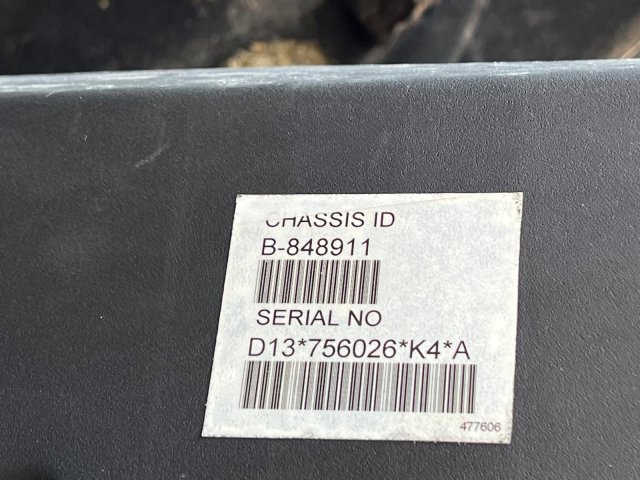 CHASSIS ID
B-848911
SERIAL NO
D13*756026*K4*A
477606